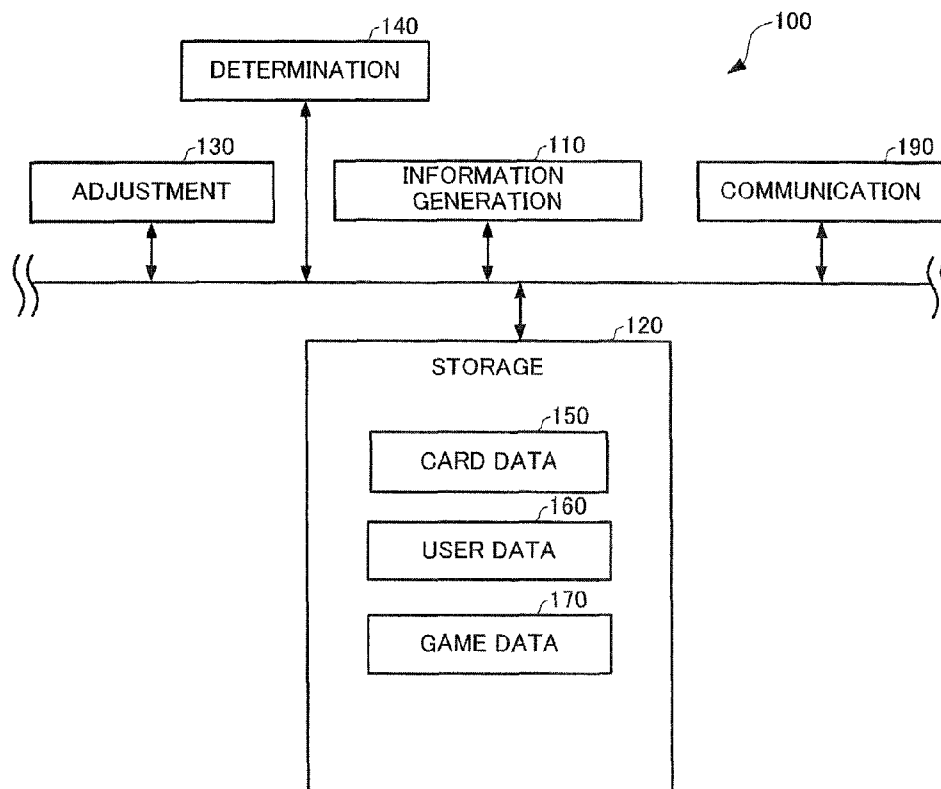 100
140
DETERMINATION
130
ADJUSTMENT
110
INFORMATION
GENERATION
190
COMMUNICATION
120
STORAGE
150
CARD DATA
160
USER DATA
170
GAME DATA